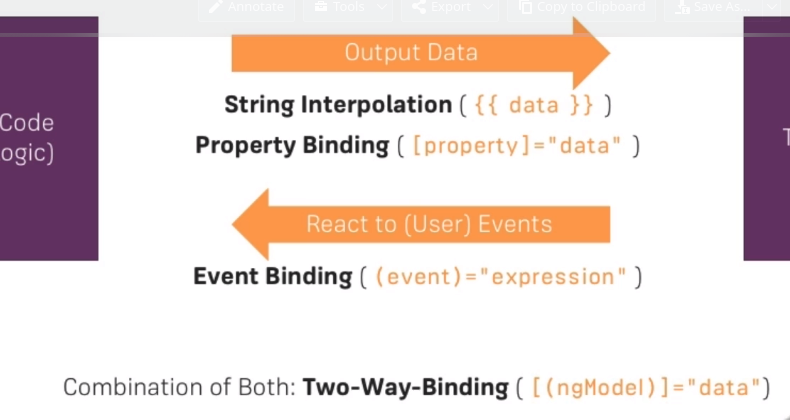 Annotate Tools Export Copy to Clipboard Save As...
Output Data
Code
ogic)
String Interpolation ( {{ data }} )
Property Binding ( [property]="data" )
T
React to (User) Events
Event Binding ( (event)="expression" )
Combination of Both: Two-Way-Binding ( [(ngModel)]="data")